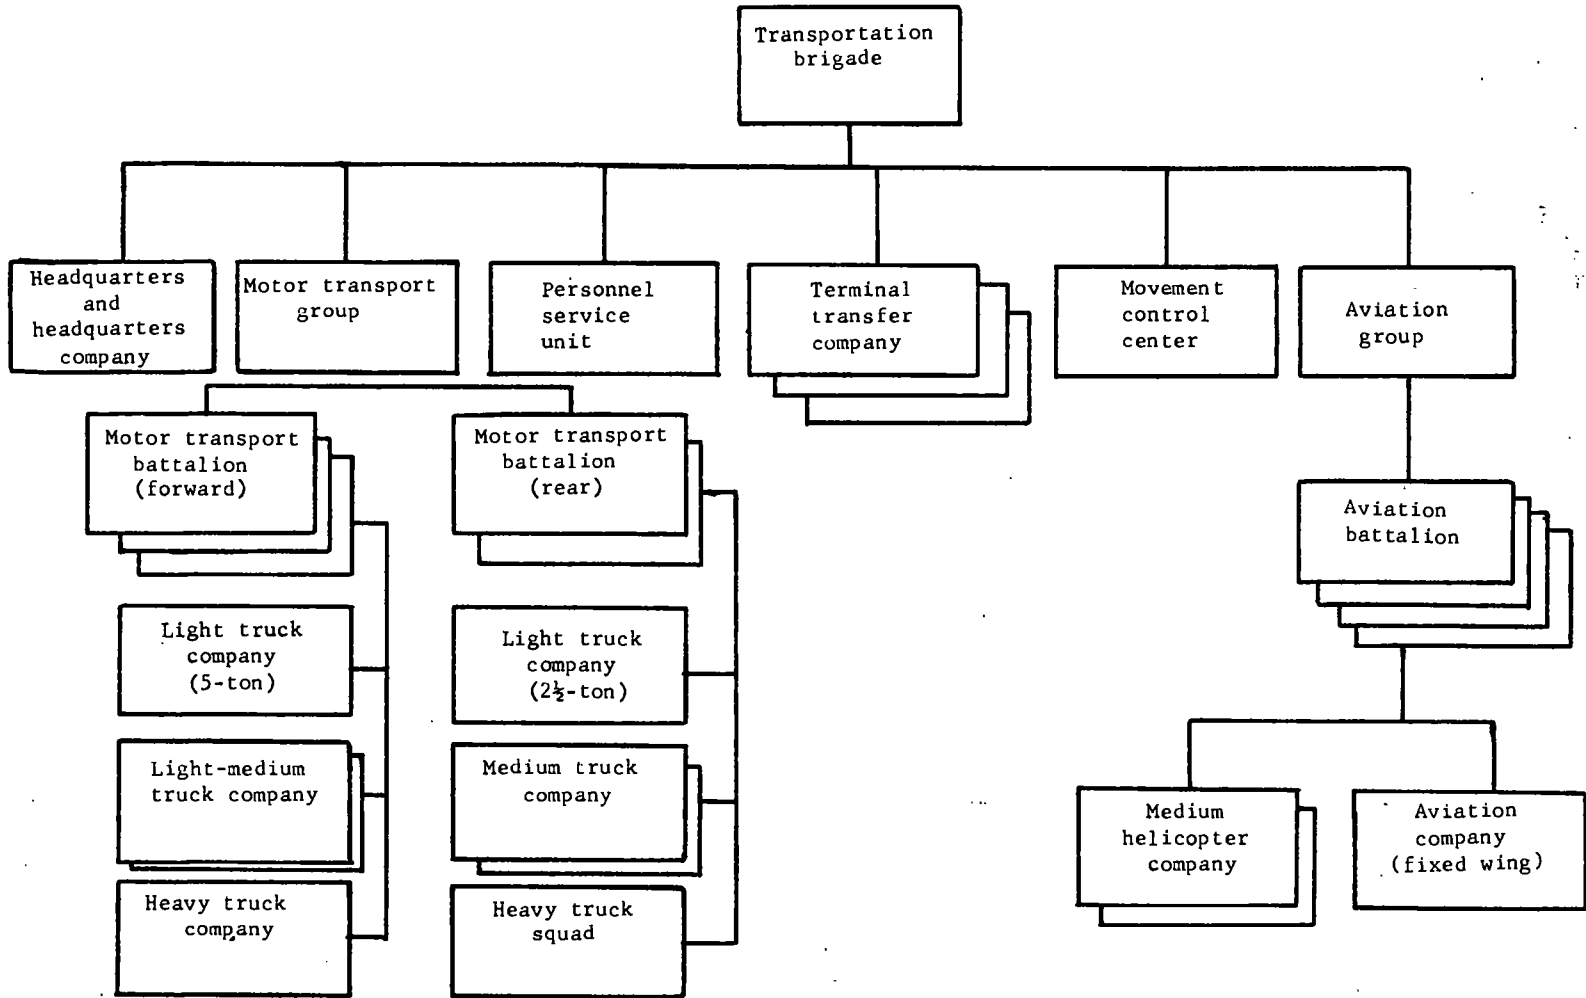 Transportation
brigade
Headquarters
and
headquarters
company
Motor transport
group
Personnel
service
unit
Terminal
transfer
company
Movement
control
center
Aviation
group
Motor transport
battalion
(forward)
Motor transport
battalion
(rear)
Aviation
battalion
Light truck
company
(5-ton)
Light truck
company
(2½-ton)
Light-medium
truck company
Medium truck
company
Medium
helicopter
company
Aviation
company
(fixed wing)
Heavy truck
company
Heavy truck
squad